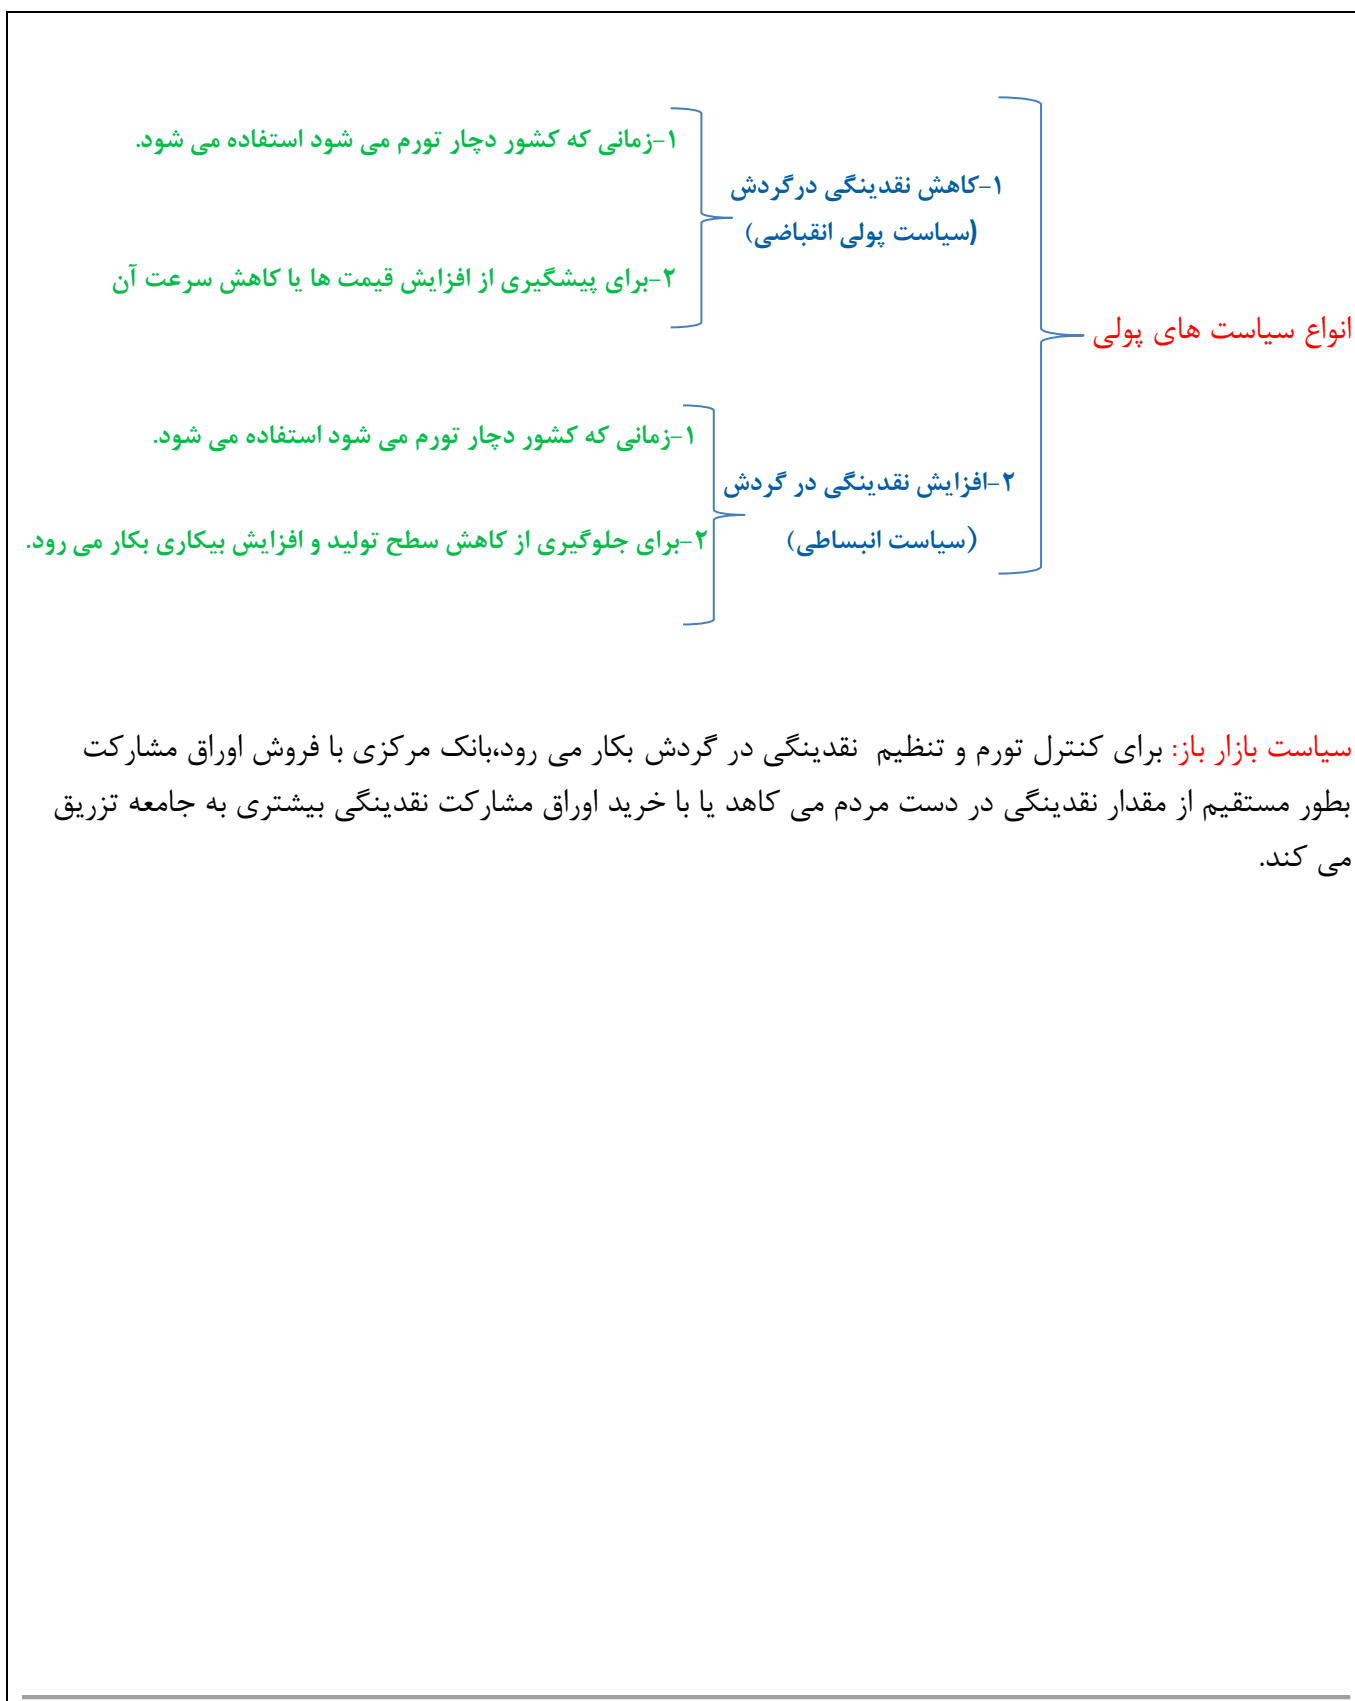 انواع سیاست های پولی
۱-کاهش نقدینگی درگردش
(سیاست پولی انقباضی)
۱-زمانی که کشور دچار تورم می شود استفاده می شود.
۲-برای پیشگیری از افزایش قیمت ها یا کاهش سرعت آن
۲-افزایش نقدینگی در گردش
(سیاست انبساطی)
۱-زمانی که کشور دچار تورم می شود استفاده می شود.
۲-برای جلوگیری از کاهش سطح تولید و افزایش بیکاری بکار می رود.
سیاست بازار باز: برای کنترل تورم و تنظیم نقدینگی در گردش بکار می رود،بانک مرکزی با فروش اوراق مشارکت
بطور مستقیم از مقدار نقدینگی در دست مردم می کاهد یا با خرید اوراق مشارکت نقدینگی بیشتری به جامعه تزریق
می کند.